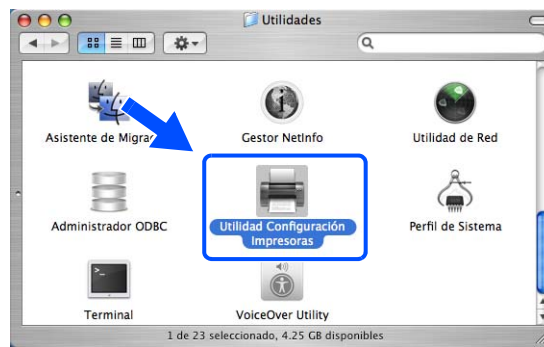 Utilidades
Asistente de Migrac
Gestor NetInfo
Utilidad de Red
Administrador ODBC
Utilidad Configuración
Impresoras
Perfil de Sistema
Terminal
VoiceOver Utility
1 de 23 seleccionado, 4.25 GB disponibles